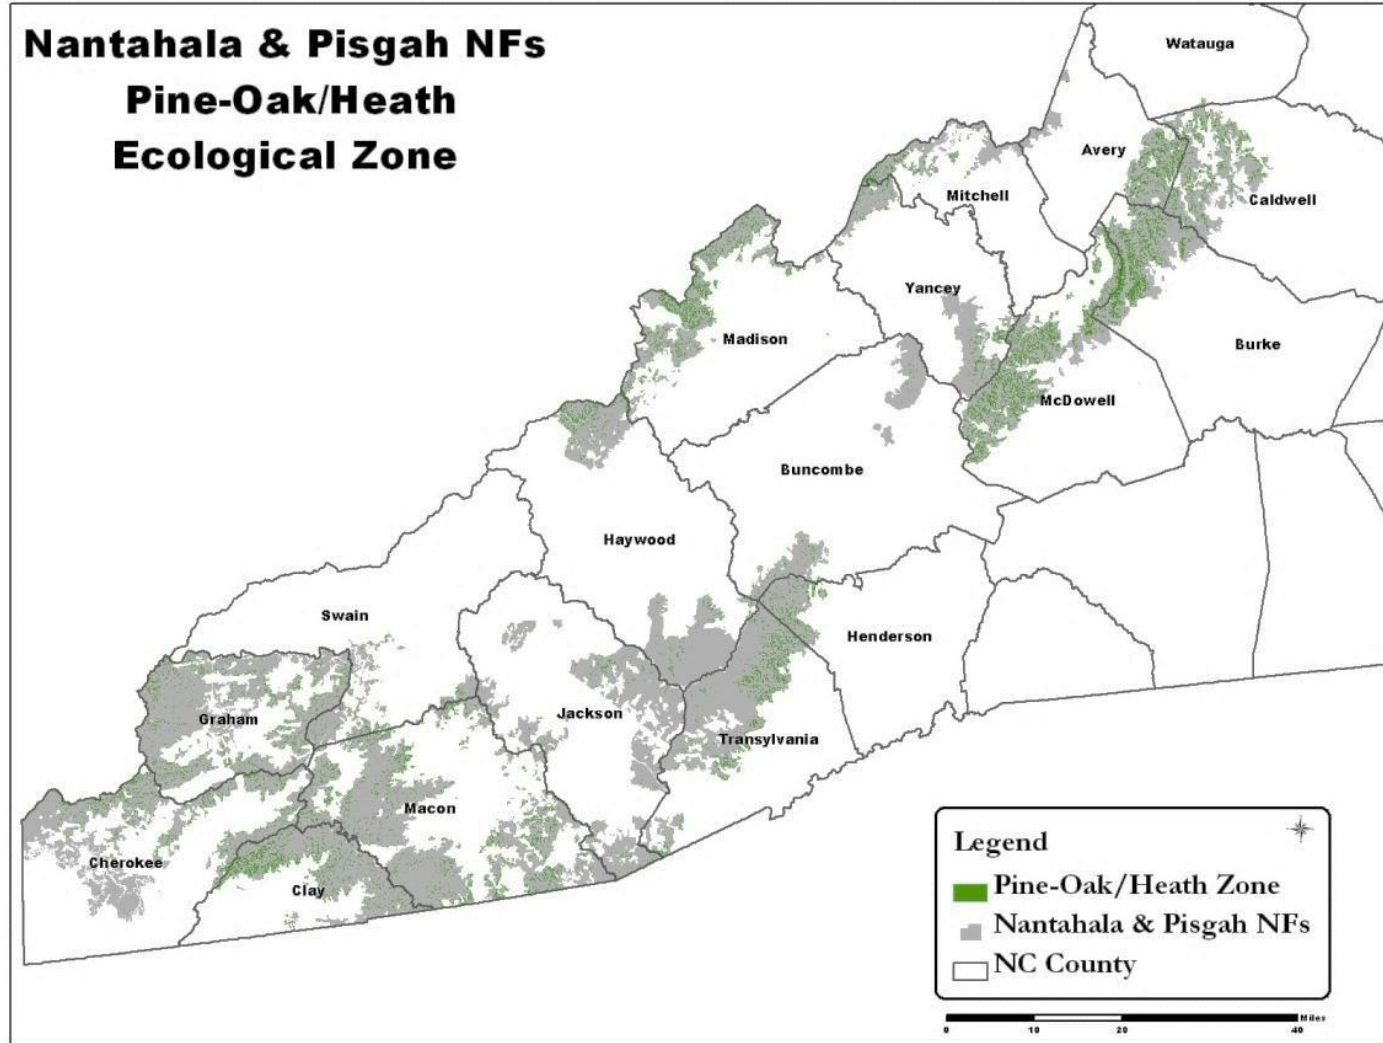 Nantahala & Pisgah NFs
Pine-Oak/Heath
Ecological Zone
Watauga
Avery
Mitchell
Caldwell
Yancey
Madison
Burke
McDowell
Buncombe
Haywood
Swain
Henderson
Graham
Jackson
Transylvania
Macon
Cherokee
Clay
Legend
Pine-Oak/Heath Zone
Nantahala & Pisgah NFs
NC County
Miles
0 10 20 40